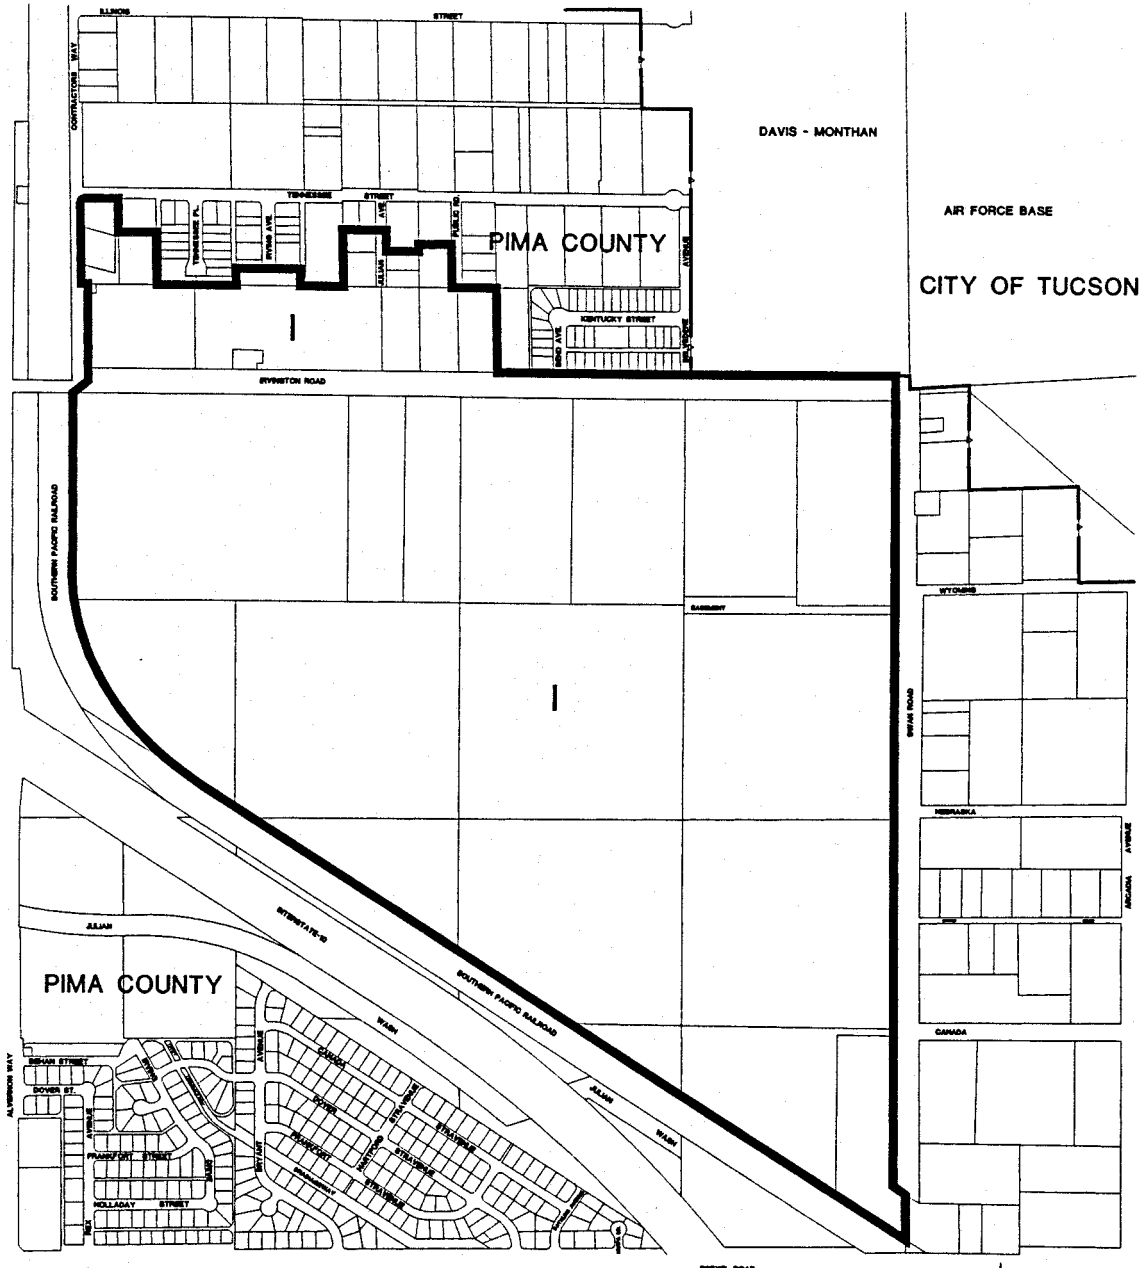 ILLINOIS
STREET
CONTRACTORS WAY
DAVIS - MONTHAN
TENNESSEE
STREET
TENNESSEE PL.
IRVING AVE.
AVE.
JULIAN
PUBLIC RD.
PIMA COUNTY
AVENUE
AIR FORCE BASE
CITY OF TUCSON
KENTUCKY STREET
I
IRVINGTON ROAD
SOUTHERN PACIFIC RAILROAD
WYOMING
EASEMENT
I
SWAN ROAD
NEBRASKA
AVENUE
ARCADIA
JULIAN
INTERSTATE-10
SOUTHERN PACIFIC RAILROAD
PIMA COUNTY
WASH
CANADA
JULIAN
WASH
ALVERNON WAY
BEHAN STREET
DOVER ST.
AVENUE
FRANKFORT STREET
HOLLADAY STREET
REX
AVENUE
BRYANT
CANADA
STRAVENUE
DOVER
STRAVENUE
FRANKFORT
HARTFORD
STRAVENUE
STRAVENUE